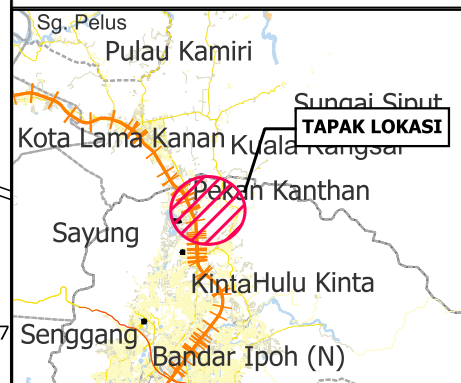 Sg. Pelus
Pulau Kamiri
Sungai Siput
TAPAK LOKASI
Kota Lama Kanan
Kuala Kangsar
Pekan Kanthan
Sayung
Kinta
Hulu Kinta
7
Senggang
Bandar Ipoh (N)